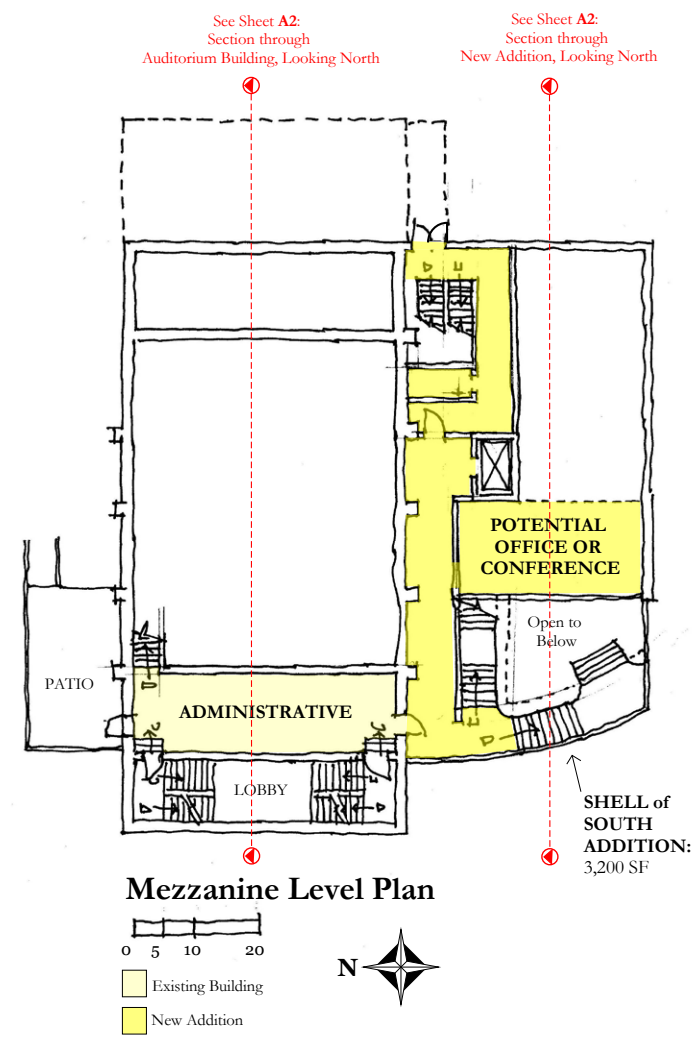 See Sheet A2:
Section through
Auditorium Building, Looking North
See Sheet A2:
Section through
New Addition, Looking North
POTENTIAL
OFFICE OR
CONFERENCE
Open to
Below
PATIO
ADMINISTRATIVE
LOBBY
SHELL of
SOUTH
ADDITION:
3,200 SF
Mezzanine Level Plan
0 5 10 20
N
Existing Building
New Addition